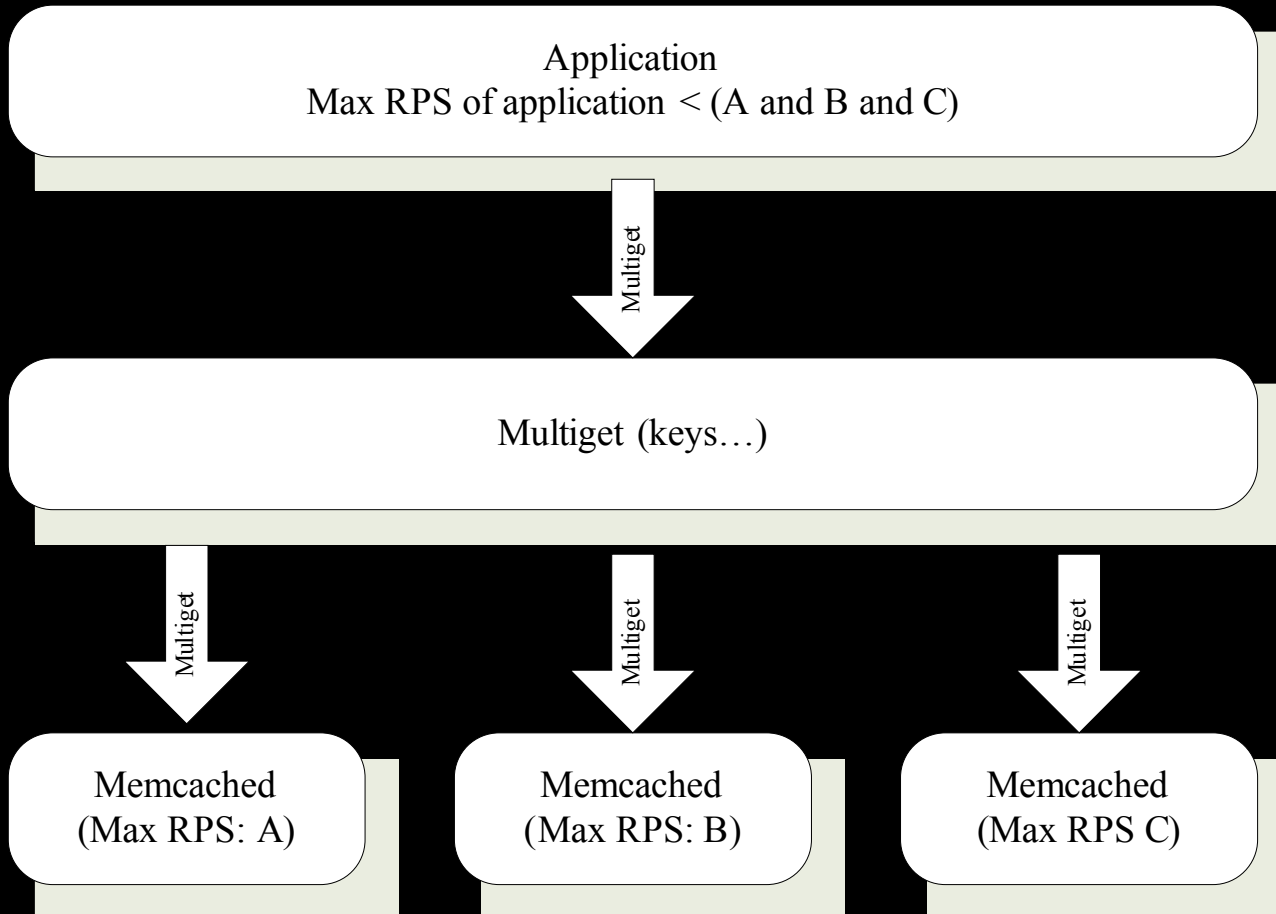 Application
Max RPS of application < (A and B and C)
Multiget
Multiget (keys…)
Multiget
Multiget
Multiget
Memcached
(Max RPS: A)
Memcached
(Max RPS: B)
Memcached
(Max RPS C)